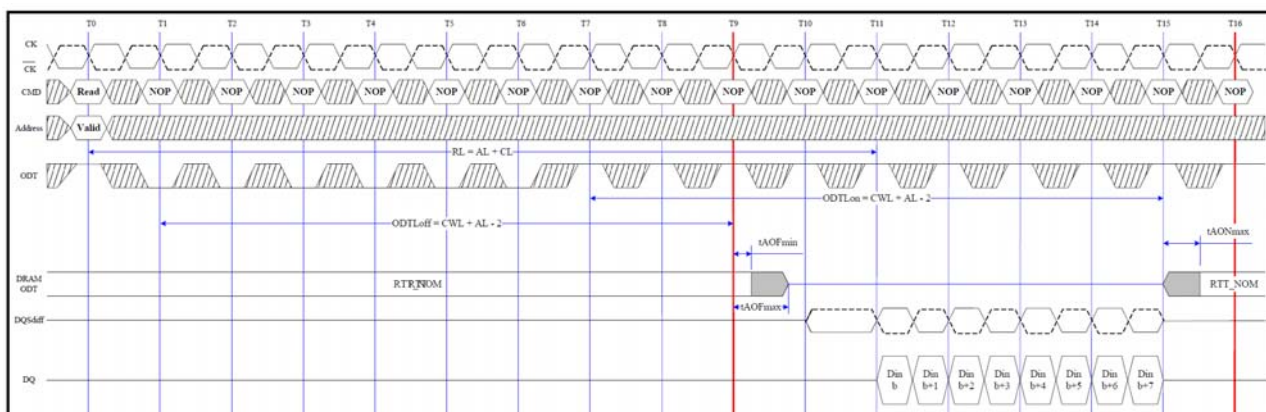 T0 T1 T2 T3 T4 T5 T6 T7 T8 T9 T10 T11 T12 T13 T14 T15 T16
CK
CK
CMD Read NOP NOP NOP NOP NOP NOP NOP NOP NOP NOP NOP NOP NOP NOP NOP NOP
Address Valid
RL = AL + CL
ODT
ODTLon = CWL + AL - 2
ODTLoff = CWL + AL - 2
tAOFmin
tAONmax
DRAM
ODT
RTT_NOM
RTT_NOM
tAOFmax
DQSdiff
DQ
Din b
Din b+1
Din b+2
Din b+3
Din b+4
Din b+5
Din b+6
Din b+7